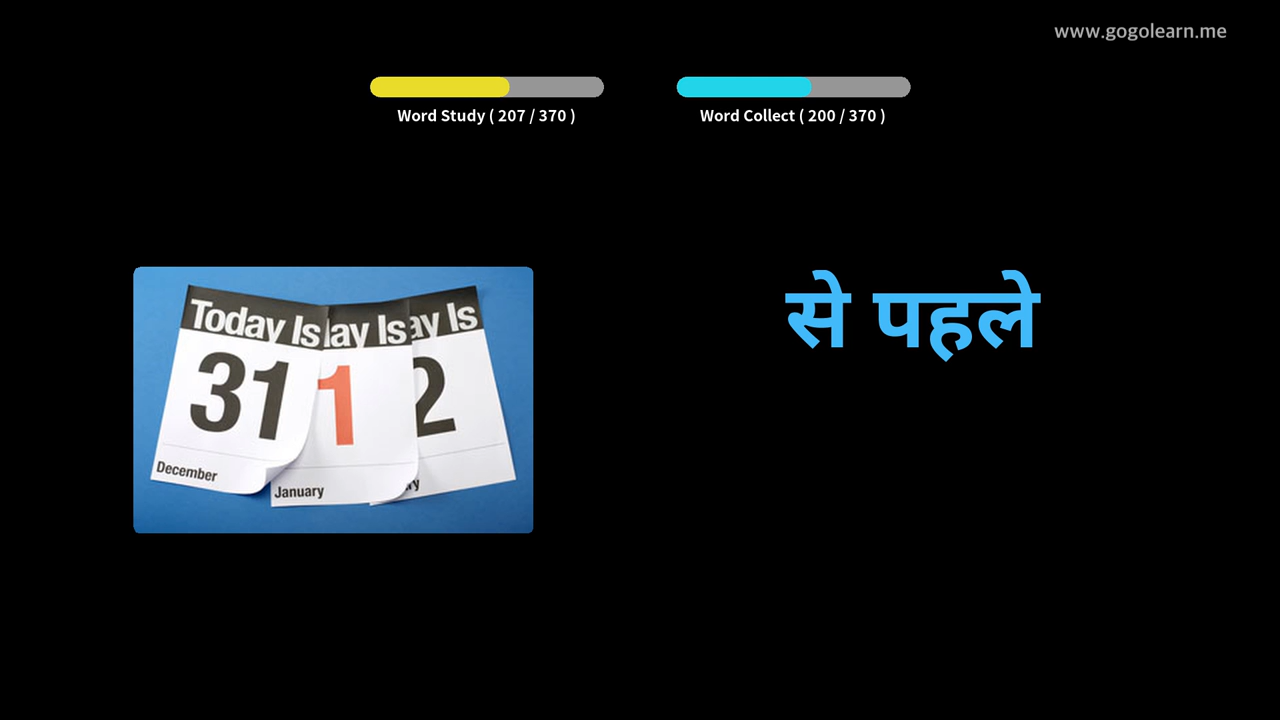 www.gogolearn.me
Word Study ( 207 / 370 )
Word Collect ( 200 / 370 )
से पहले
Today Is
31
December
ay Is
1
January
ay Is
2